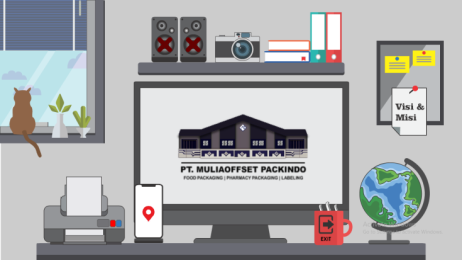 Visi &
Misi
PT. MULIAOFFSET PACKINDO
FOOD PACKAGING | PHARMACY PACKAGING | LABELING
EXIT